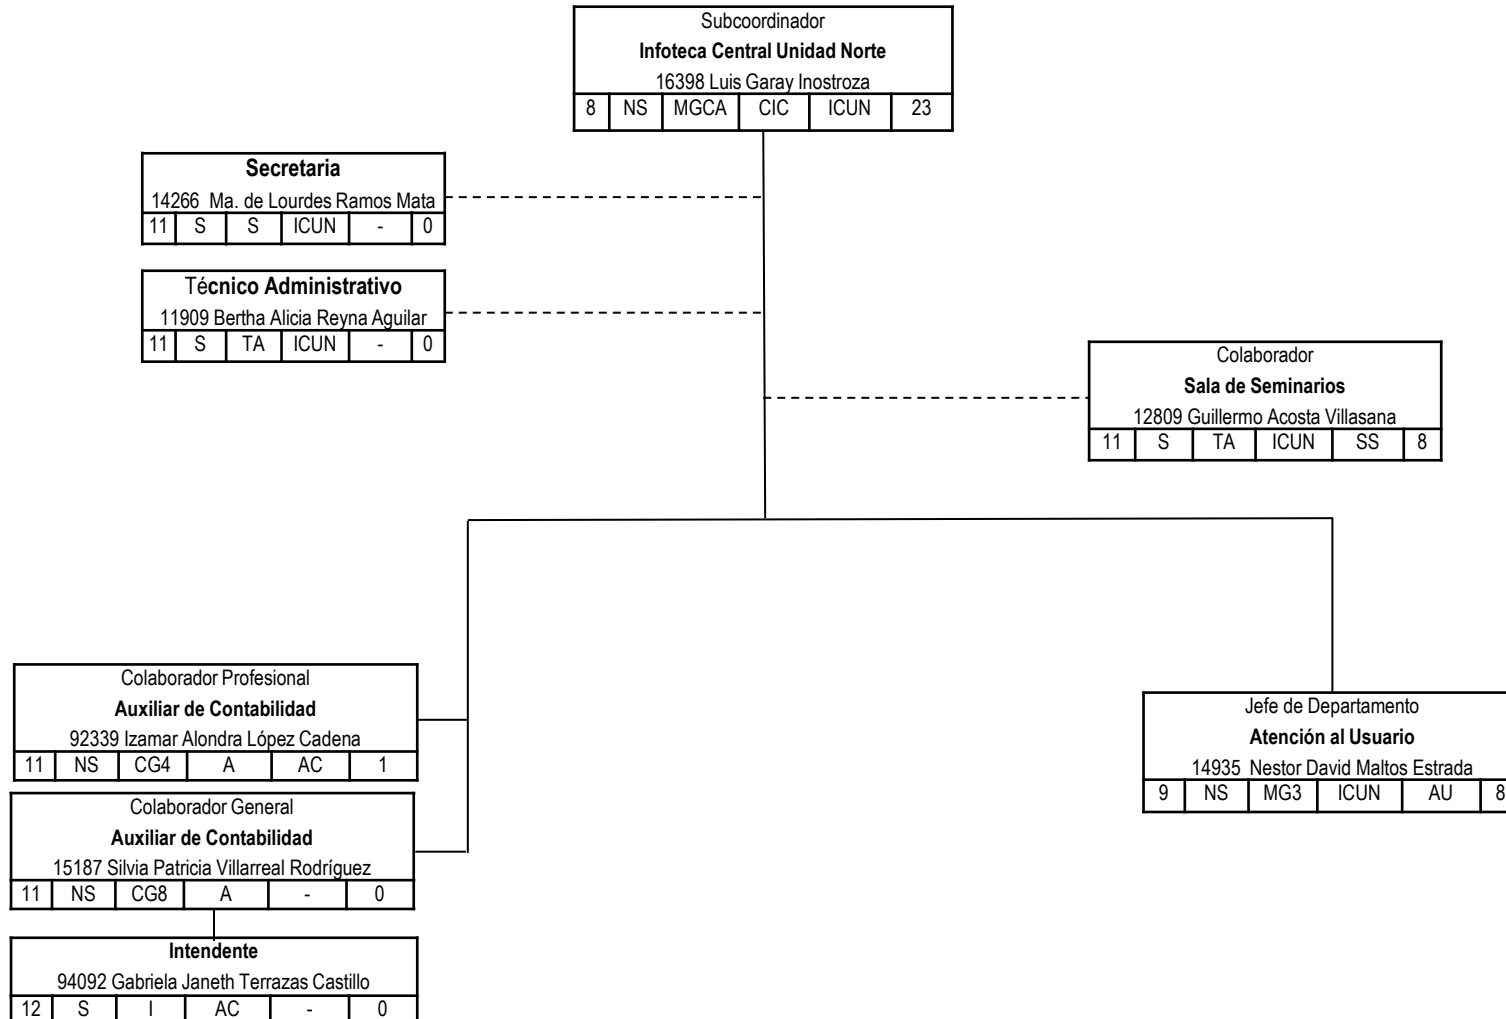 Subcoordinador
Infoteca Central Unidad Norte
16398 Luis Garay Inostroza
8 NS MGCA CIC ICUN 23
Secretaria
14266 Ma. de Lourdes Ramos Mata
11 S S ICUN - 0
Técnico Administrativo
11909 Bertha Alicia Reyna Aguilar
11 S TA ICUN - 0
Colaborador
Sala de Seminarios
12809 Guillermo Acosta Villasana
11 S TA ICUN SS 8
Colaborador Profesional
Auxiliar de Contabilidad
92339 Izamar Alondra López Cadena
11 NS CG4 A AC 1
Colaborador General
Auxiliar de Contabilidad
15187 Silvia Patricia Villarreal Rodríguez
11 NS CG8 A - 0
Intendente
94092 Gabriela Janeth Terrazas Castillo
12 S I AC - 0
Jefe de Departamento
Atención al Usuario
14935 Nestor David Maltos Estrada
9 NS MG3 ICUN AU 8